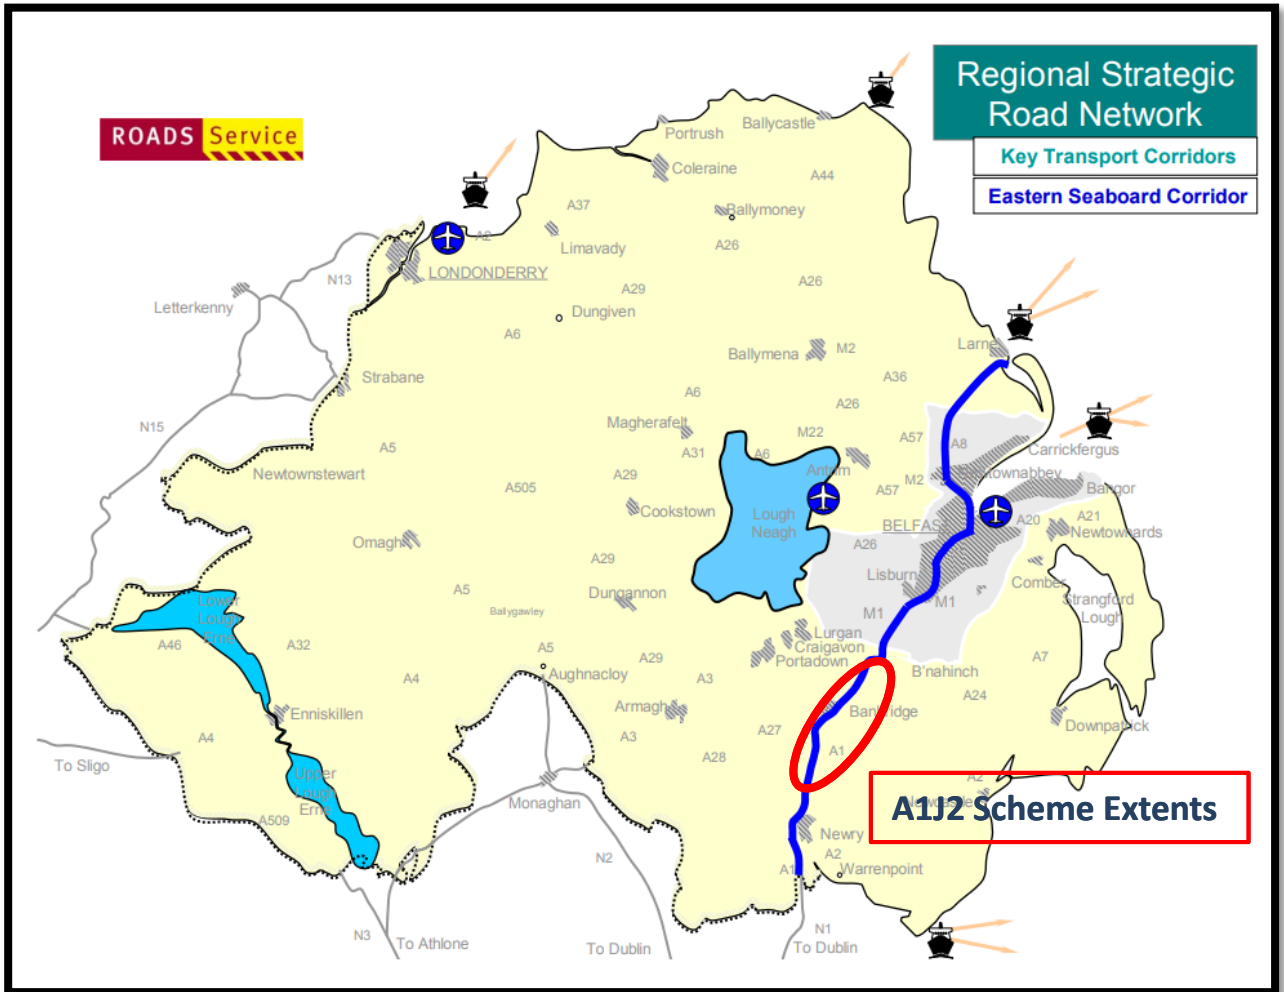 Regional Strategic
Road Network
Key Transport Corridors
Eastern Seaboard Corridor
ROADS Service
Portrush
Ballycastle
Coleraine
A44
A37
Ballymoney
A2
Limavady
A26
LONDONDERRY
N13
A29
A26
Letterkenny
Dungiven
A6
Larne
Ballymena
M2
Strabane
A36
A6
A26
Magherafelt
N15
M22
A57
A8
Carrickfergus
A5
A31
A6
Newtownstewart
A29
Antrim
M2
A505
A57
Bangor
Cookstown
Lough
Neagh
BELFAST
A20
A21
Newtownards
Omagh
A26
A29
Lisburn
Comber
A5
Dungannon
M1
Strangford
Lough
Lower
Lough
Erne
Ballygawley
M1
Lurgan
Craigavon
Portadown
A46
A32
A5
A29
A7
Aughnacloy
B'nahinch
A4
A3
A24
Enniskillen
Armagh
Banbridge
Downpatrick
A4
A3
A27
A28
A1
To Sligo
Upper
Lough
Erne
A2
Newcastle
A1J2 Scheme Extents
Monaghan
A509
Newry
N2
A2
A1
Warrenpoint
N3
To Athlone
To Dublin
N1
To Dublin